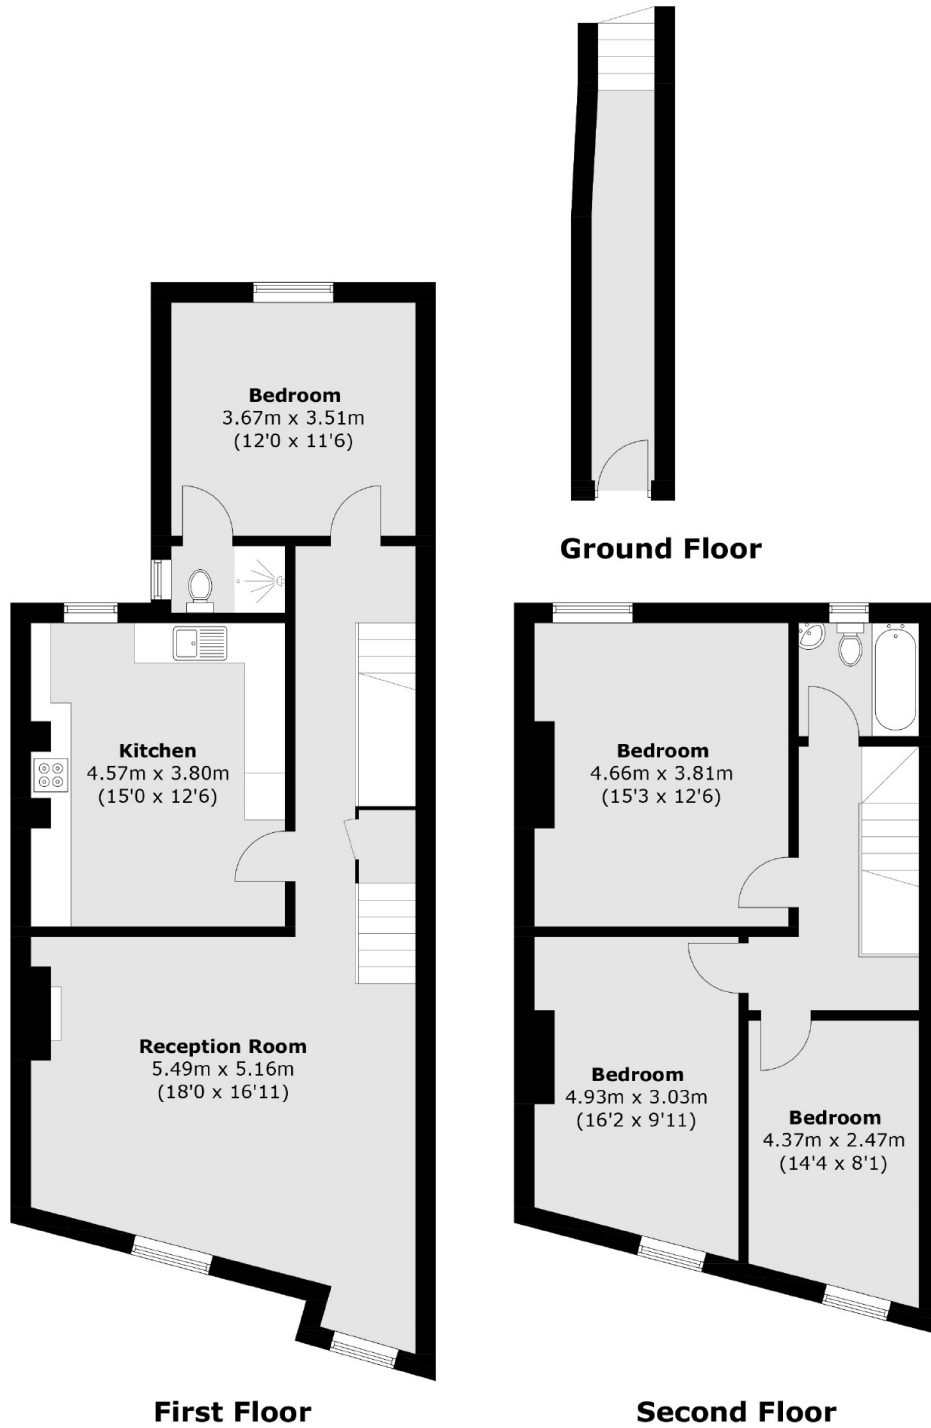 Bedroom
3.67m x 3.51m
(12'0 x 11'6)
Ground Floor
Kitchen
4.57m x 3.80m
(15'0 x 12'6)
Bedroom
4.66m x 3.81m
(15'3 x 12'6)
Reception Room
5.49m x 5.16m
(18'0 x 16'11)
Bedroom
4.93m x 3.03m
(16'2 x 9'11)
Bedroom
4.37m x 2.47m
(14'4 x 8'1)
First Floor
Second Floor